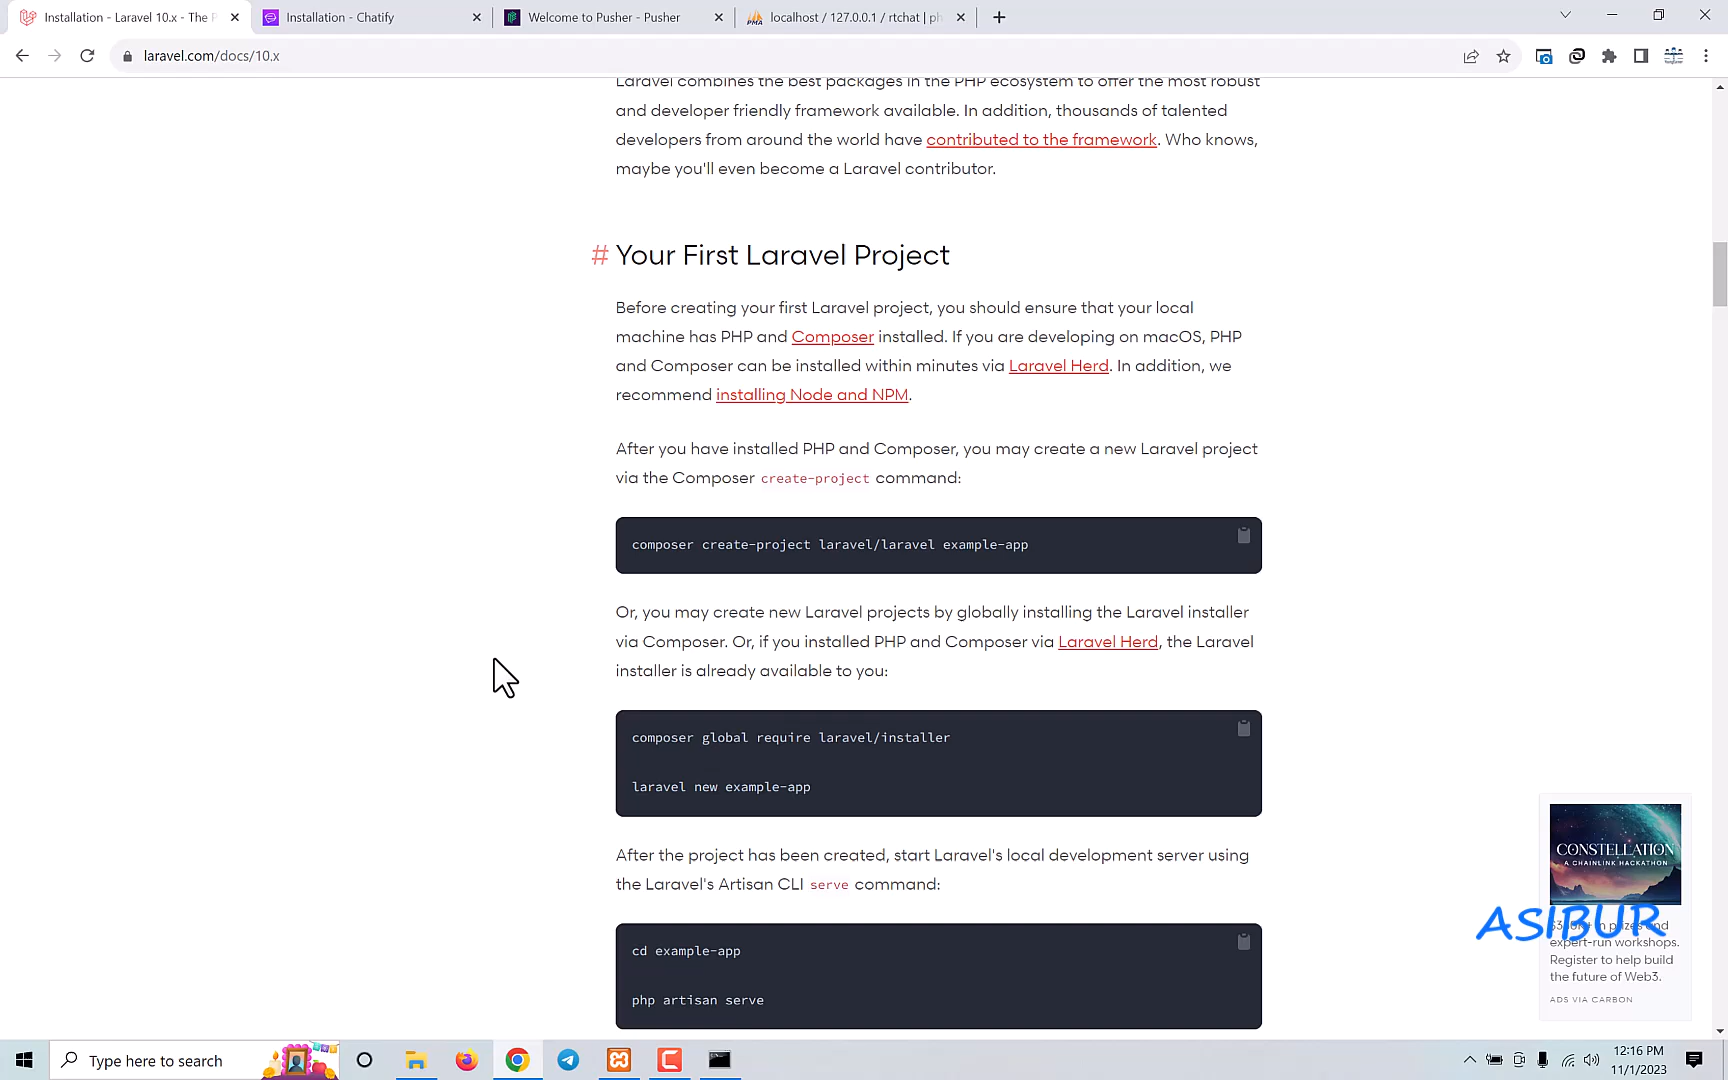 Installation - Laravel 10.x - The P
Installation - Chatify
Welcome to Pusher - Pusher
localhost / 127.0.0.1 / rtchat | ph
laravel.com/docs/10.x
Laravel combines the best packages in the PHP ecosystem to offer the most robust
and developer friendly framework available. In addition, thousands of talented
developers from around the world have contributed to the framework. Who knows,
maybe you'll even become a Laravel contributor.
# Your First Laravel Project
Before creating your first Laravel project, you should ensure that your local
machine has PHP and Composer installed. If you are developing on macOS, PHP
and Composer can be installed within minutes via Laravel Herd. In addition, we
recommend installing Node and NPM.
After you have installed PHP and Composer, you may create a new Laravel project
via the Composer create-project command:
composer create-project laravel/laravel example-app
Or, you may create new Laravel projects by globally installing the Laravel installer
via Composer. Or, if you installed PHP and Composer via Laravel Herd, the Laravel
installer is already available to you:
composer global require laravel/installer
laravel new example-app
After the project has been created, start Laravel's local development server using
the Laravel's Artisan CLI serve command:
cd example-app
php artisan serve
CONSTELLATION
A CHAINLINK HACKATHON
ASIBUR
in prizes and
expert-run workshops.
Register to help build
the future of Web3.
ADS VIA CARBON
Type here to search
12:16 PM
11/1/2023